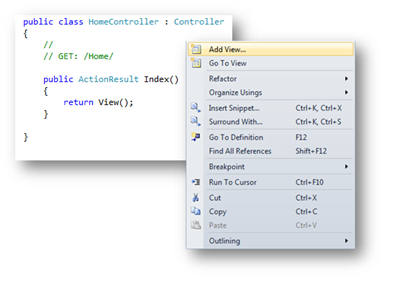 public class HomeController : Controller
{
//
// GET: /Home/
public ActionResult Index()
{
return View();
}
}
Add View...
Go To View
Refactor
Organize Usings
Insert Snippet... Ctrl+K, Ctrl+X
Surround With... Ctrl+K, Ctrl+S
Go To Definition F12
Find All References Shift+F12
Breakpoint
Run To Cursor Ctrl+F10
Cut Ctrl+X
Copy Ctrl+C
Paste Ctrl+V
Outlining